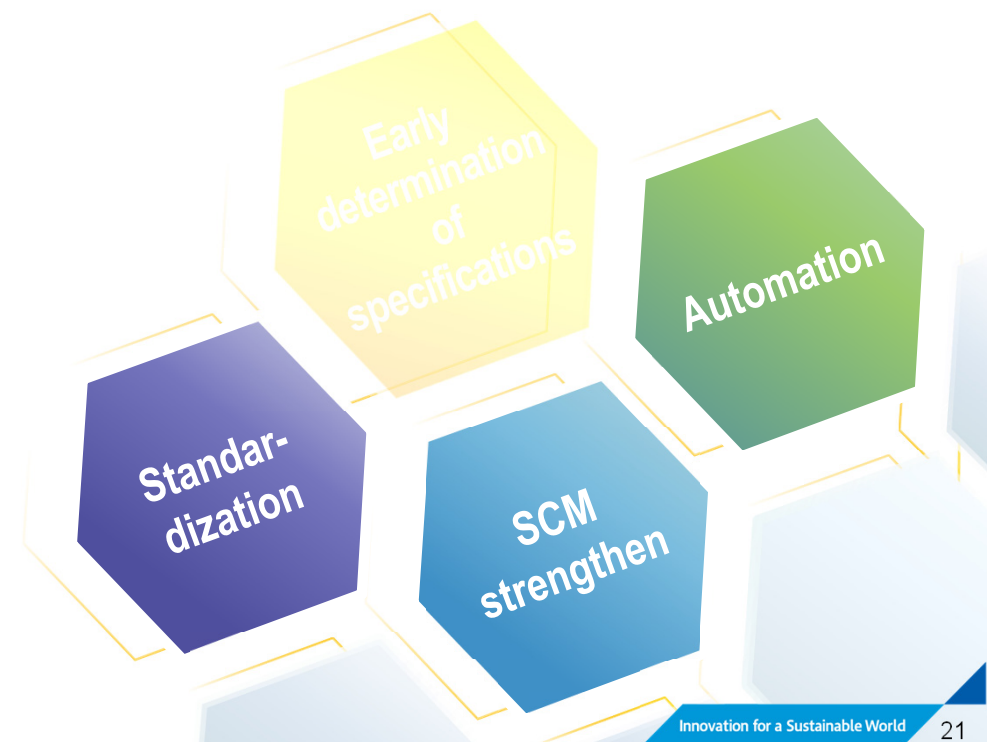 Early
determination
of
specifications
Automation
Standar-
dization
SCM
strengthen
Innovation for a Sustainable World
21